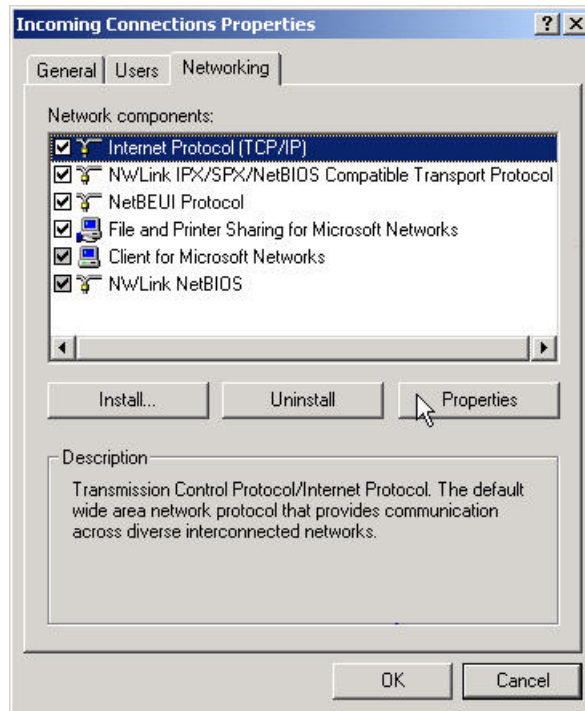 Incoming Connections Properties
General Users Networking
Network components:
Internet Protocol (TCP/IP)
NWLink IPX/SPX/NetBIOS Compatible Transport Protocol
NetBEUI Protocol
File and Printer Sharing for Microsoft Networks
Client for Microsoft Networks
NWLink NetBIOS
Install... Uninstall Properties
Description
Transmission Control Protocol/Internet Protocol. The default
wide area network protocol that provides communication
across diverse interconnected networks.
OK Cancel